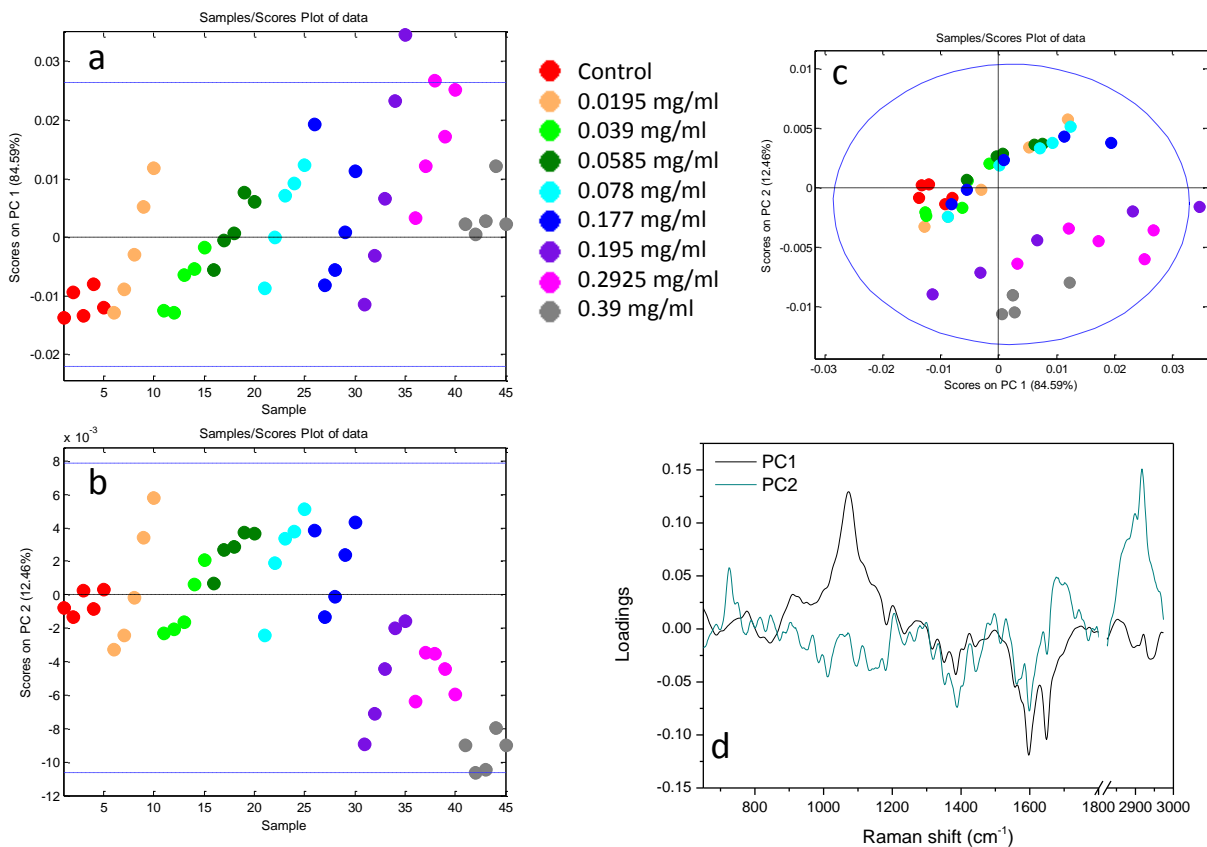 Samples/Scores Plot of data
a
Scores on PC 1 (84.59%)
0.03
0.02
0.01
0
-0.01
-0.02
5
10
15
20
25
30
35
40
45
Sample
Control
0.0195 mg/ml
0.039 mg/ml
0.0585 mg/ml
0.078 mg/ml
0.177 mg/ml
0.195 mg/ml
0.2925 mg/ml
0.39 mg/ml
Samples/Scores Plot of data
c
Scores on PC 2 (12.46%)
0.01
0.005
0
-0.005
-0.01
-0.03
-0.02
-0.01
0
0.01
0.02
0.03
Scores on PC 1 (84.59%)
x 10-3
Samples/Scores Plot of data
b
Scores on PC 2 (12.46%)
8
6
4
2
0
-2
-4
-6
-8
-10
-12
5
10
15
20
25
30
35
40
45
Sample
PC1
PC2
d
Loadings
0.15
0.10
0.05
0.00
-0.05
-0.10
-0.15
800
1000
1200
1400
1600
1800
2900
3000
Raman shift (cm-1)